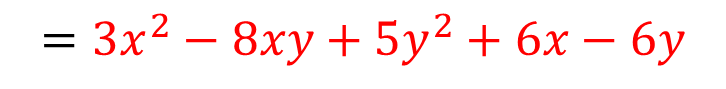 = 3x² − 8xy + 5y² + 6x − 6y